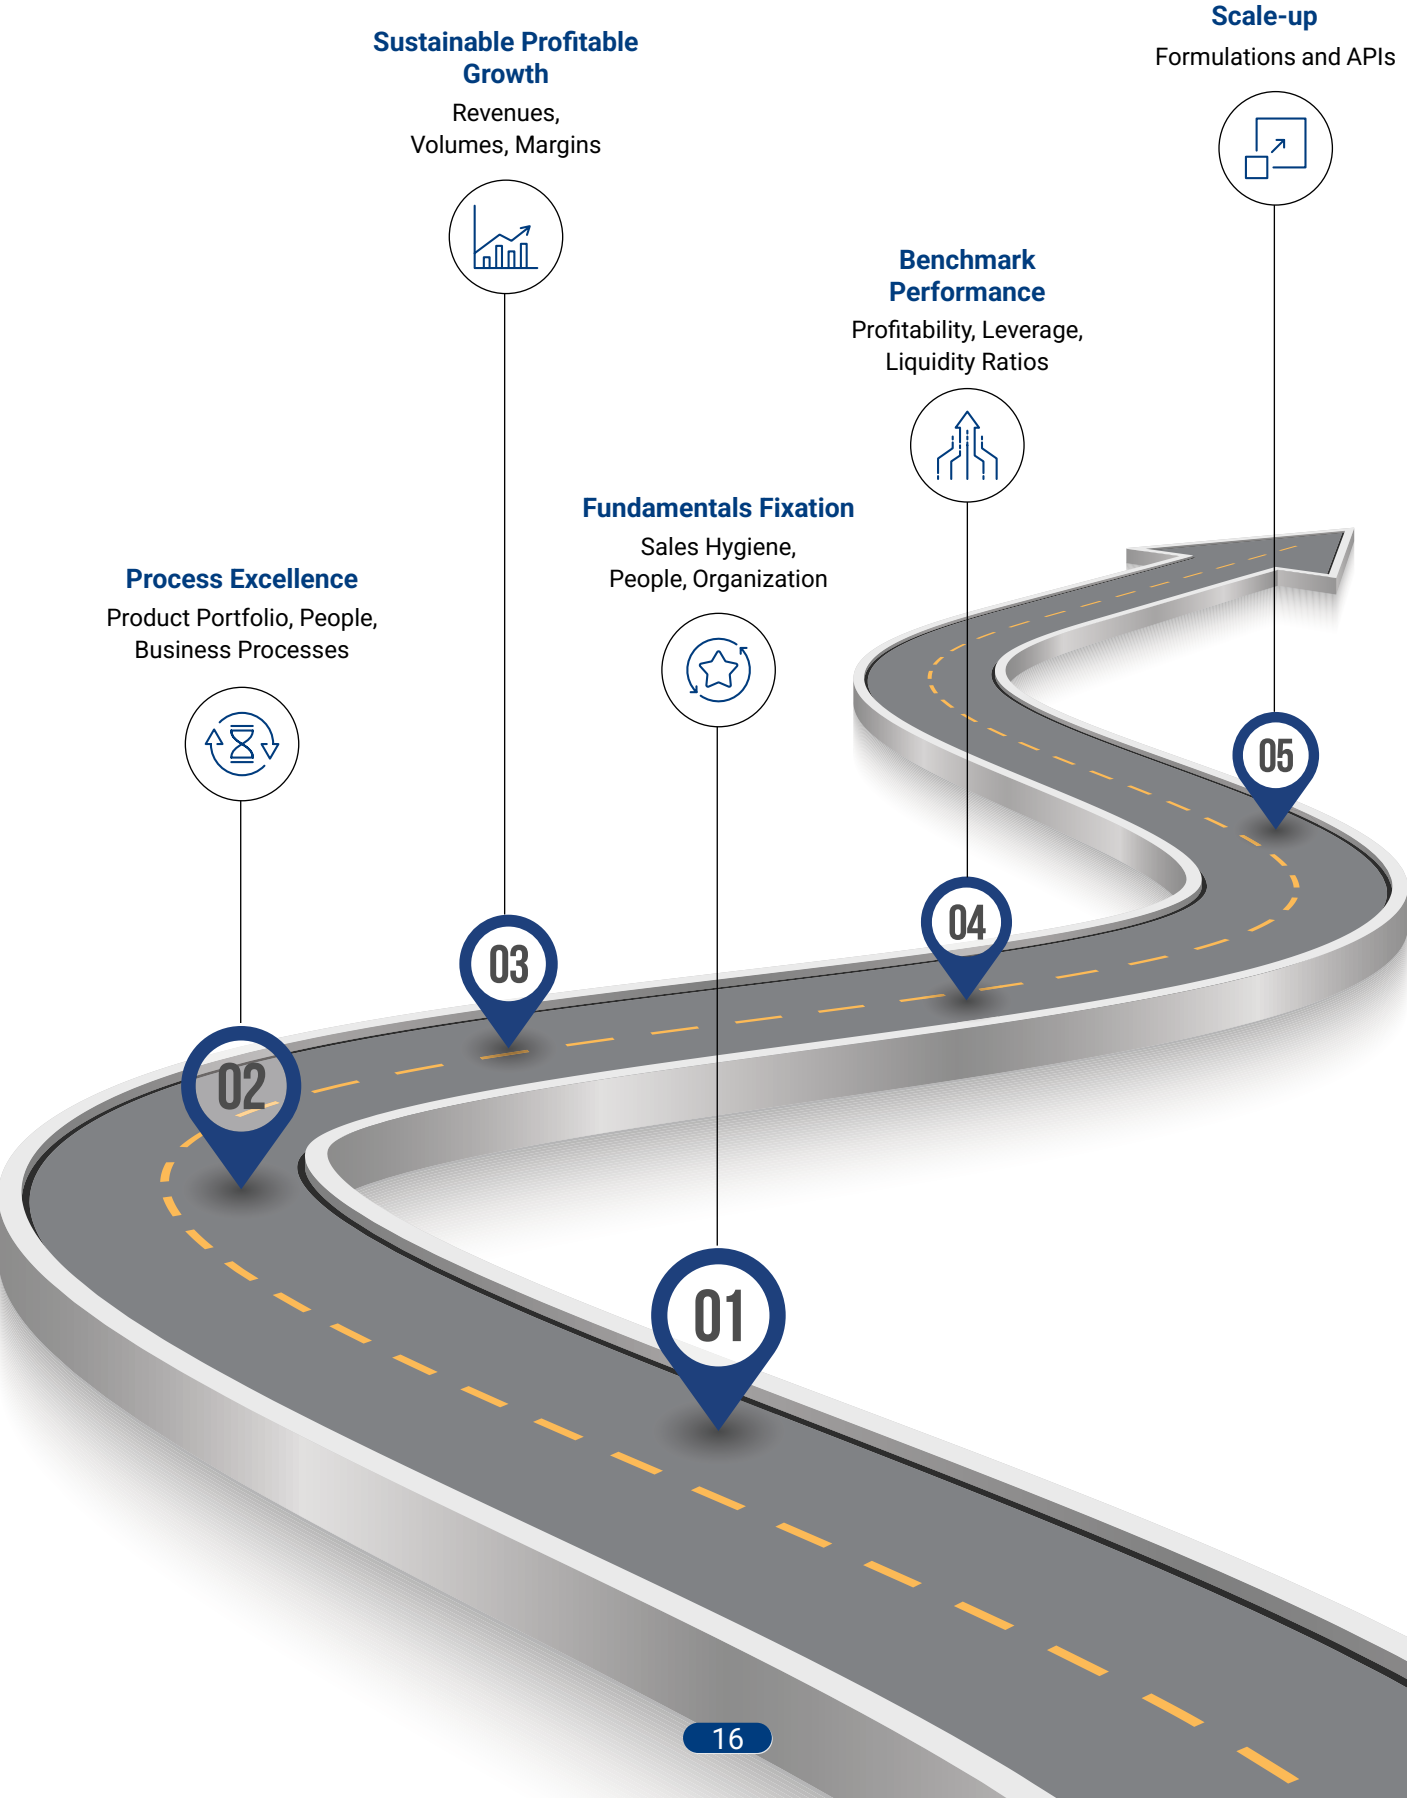 Scale-up
Formulations and APIs
Sustainable Profitable
Growth
Revenues,
Volumes, Margins
Benchmark
Performance
Profitability, Leverage,
Liquidity Ratios
Fundamentals Fixation
Sales Hygiene,
People, Organization
Process Excellence
Product Portfolio, People,
Business Processes
05
04
03
02
01
16